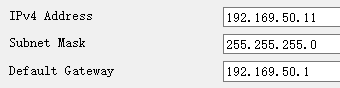 IPv4 Address 192.169.50.11
Subnet Mask 255.255.255.0
Default Gateway 192.169.50.1